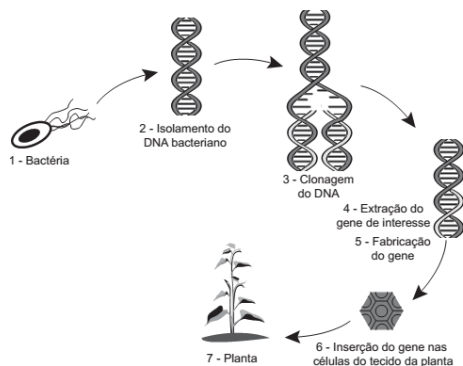 1 - Bactéria
2 - Isolamento do
DNA bacteriano
3 - Clonagem
do DNA
4 - Extração do
gene de interesse
5 - Fabricação
do gene
6 - Inserção do gene nas
células do tecido da planta
7 - Planta